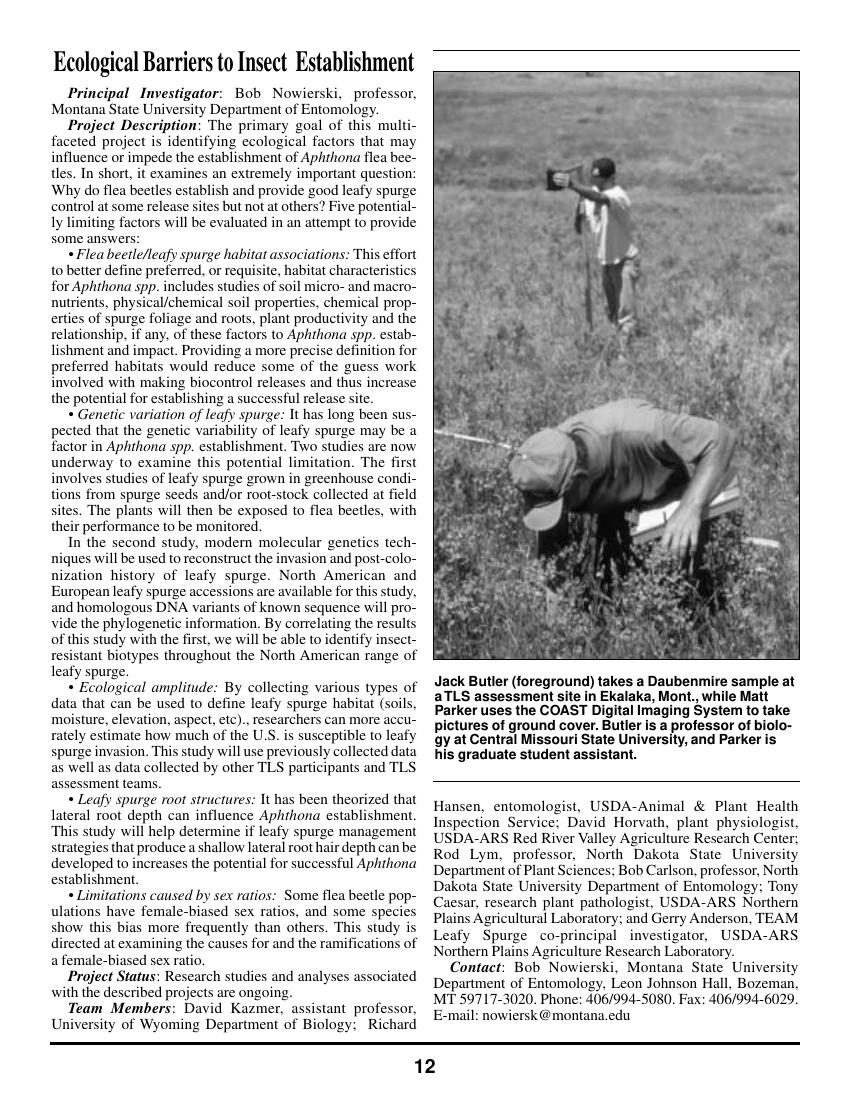 Ecological Barriers to Insect Establishment
Principal Investigator: Bob Nowierski, professor,
Montana State University Department of Entomology.
Project Description: The primary goal of this multi-
faceted project is identifying ecological factors that may
influence or impede the establishment of Aphthona flea bee-
tles. In short, it examines an extremely important question:
Why do flea beetles establish and provide good leafy spurge
control at some release sites but not at others? Five potential-
ly limiting factors will be evaluated in an attempt to provide
some answers:
• Flea beetle/leafy spurge habitat associations: This effort
to better define preferred, or requisite, habitat characteristics
for Aphthona spp. includes studies of soil micro- and macro-
nutrients, physical/chemical soil properties, chemical prop-
erties of spurge foliage and roots, plant productivity and the
relationship, if any, of these factors to Aphthona spp. estab-
lishment and impact. Providing a more precise definition for
preferred habitats would reduce some of the guess work
involved with making biocontrol releases and thus increase
the potential for establishing a successful release site.
• Genetic variation of leafy spurge: It has long been sus-
pected that the genetic variability of leafy spurge may be a
factor in Aphthona spp. establishment. Two studies are now
underway to examine this potential limitation. The first
involves studies of leafy spurge grown in greenhouse condi-
tions from spurge seeds and/or root-stock collected at field
sites. The plants will then be exposed to flea beetles, with
their performance to be monitored.
In the second study, modern molecular genetics tech-
niques will be used to reconstruct the invasion and post-colo-
nization history of leafy spurge. North American and
European leafy spurge accessions are available for this study,
and homologous DNA variants of known sequence will pro-
vide the phylogenetic information. By correlating the results
of this study with the first, we will be able to identify insect-
resistant biotypes throughout the North American range of
leafy spurge.
• Ecological amplitude: By collecting various types of
data that can be used to define leafy spurge habitat (soils,
moisture, elevation, aspect, etc)., researchers can more accu-
rately estimate how much of the U.S. is susceptible to leafy
spurge invasion. This study will use previously collected data
as well as data collected by other TLS participants and TLS
assessment teams.
• Leafy spurge root structures: It has been theorized that
lateral root depth can influence Aphthona establishment.
This study will help determine if leafy spurge management
strategies that produce a shallow lateral root hair depth can be
developed to increases the potential for successful Aphthona
establishment.
• Limitations caused by sex ratios: Some flea beetle pop-
ulations have female-biased sex ratios, and some species
show this bias more frequently than others. This study is
directed at examining the causes for and the ramifications of
a female-biased sex ratio.
Project Status: Research studies and analyses associated
with the described projects are ongoing.
Team Members: David Kazmer, assistant professor,
University of Wyoming Department of Biology; Richard
Jack Butler (foreground) takes a Daubenmire sample at
a TLS assessment site in Ekalaka, Mont., while Matt
Parker uses the COAST Digital Imaging System to take
pictures of ground cover. Butler is a professor of biolo-
gy at Central Missouri State University, and Parker is
his graduate student assistant.
Hansen, entomologist, USDA-Animal & Plant Health
Inspection Service; David Horvath, plant physiologist,
USDA-ARS Red River Valley Agriculture Research Center;
Rod Lym, professor, North Dakota State University
Department of Plant Sciences; Bob Carlson, professor, North
Dakota State University Department of Entomology; Tony
Caesar, research plant pathologist, USDA-ARS Northern
Plains Agricultural Laboratory; and Gerry Anderson, TEAM
Leafy Spurge co-principal investigator, USDA-ARS
Northern Plains Agriculture Research Laboratory.
Contact: Bob Nowierski, Montana State University
Department of Entomology, Leon Johnson Hall, Bozeman,
MT 59717-3020. Phone: 406/994-5080. Fax: 406/994-6029.
E-mail: nowiersk@montana.edu
12